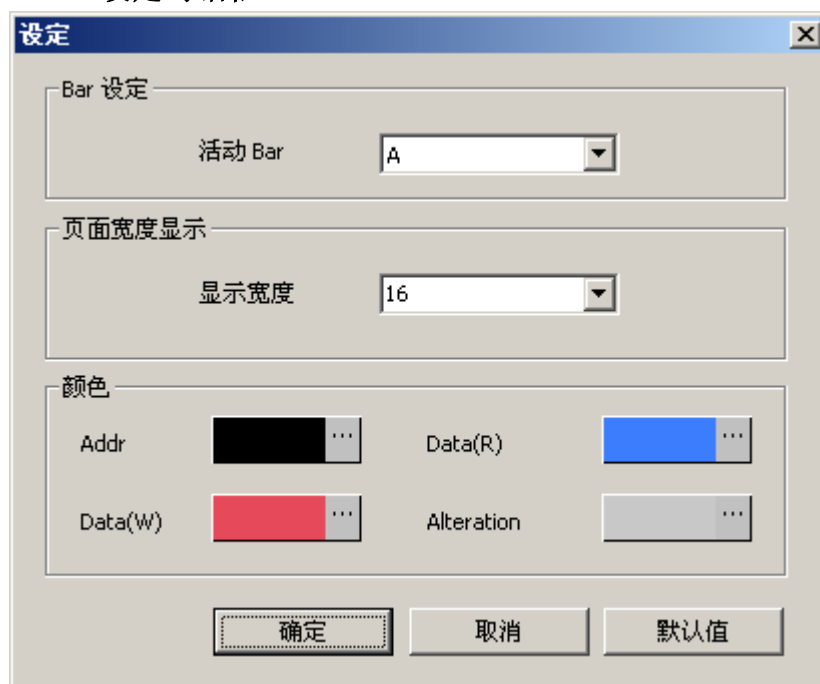 设定
Bar 设定
活动 Bar
A
页面宽度显示
显示宽度
16
颜色
Addr
...
Data(R)
...
Data(W)
...
Alteration
...
确定
取消
默认值